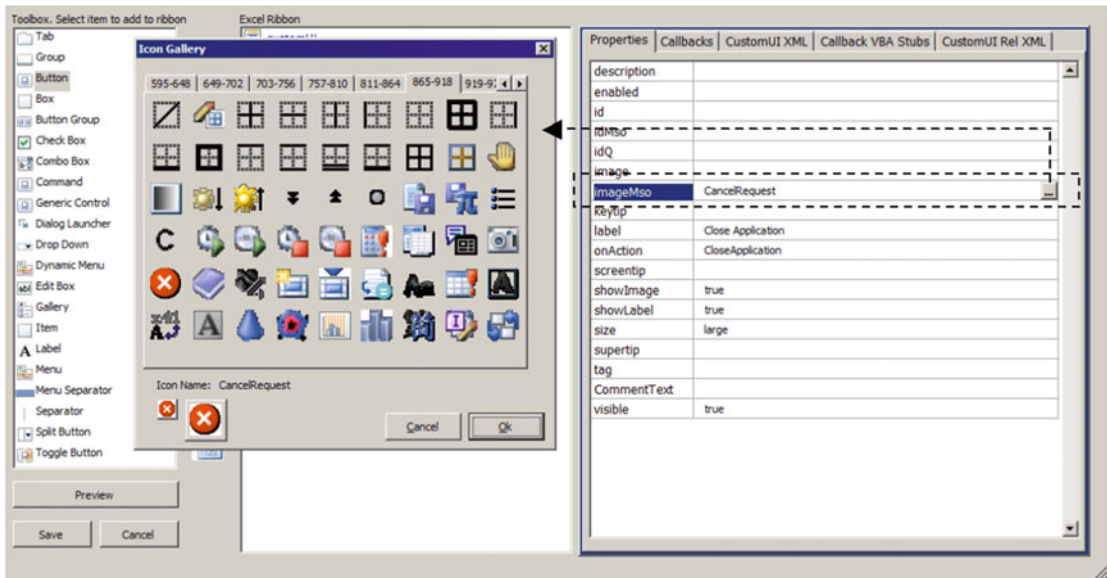 Toolbox. Select item to add to ribbon
Tab
Group
Button
Box
Button Group
Check Box
Combo Box
Command
Generic Control
Dialog Launcher
Drop Down
Dynamic Menu
Edit Box
Gallery
Item
Label
Menu
Menu Separator
Separator
Split Button
Toggle Button
Preview
Save
Cancel
Excel Ribbon
Icon Gallery
595-648
649-702
703-756
757-810
811-864
865-918
Icon Name: CancelRequest
Cancel
Ok
Properties
Callbacks
CustomUI XML
Callback VBA Stubs
CustomUI Rel XML
description
enabled
id
idMso
idQ
image
imageMso CancelRequest ...
keytip
label Close Application
onAction CloseApplication
screentip
showImage true
showLabel true
size large
supertip
tag
CommentText
visible true